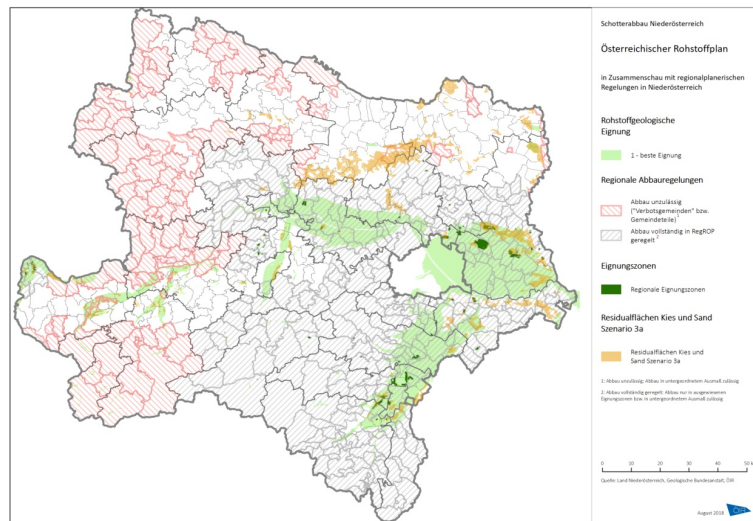 Schotterabbau Niederösterreich
Österreichischer Rohstoffplan
in Zusammenschau mit regionalplanerischen
Regelungen in Niederösterreich
Rohstoffgeologische
Eignung
1 - beste Eignung
Regionale Abbauregelungen
Abbau unzulässig
("Verbotsgemeinden" bzw.
Gemeindeteile) 1
Abbau vollständig in RegROP
geregelt 2
Eignungszonen
Regionale Eignungszonen
Residualflächen Kies und Sand
Szenario 3a
Residualflächen Kies und
Sand Szenario 3a
1: Abbau unzulässig: Abbau in untergeordnetem Ausmaß zulässig
2: Abbau vollständig geregelt: Abbau nur in ausgewiesenen
Eignungszonen bzw. in untergeordnetem Ausmaß zulässig
0 10 20 30 40 50 k
Quelle: Land Niederösterreich, Geologische Bundesanstalt, ÖIR
August 2018